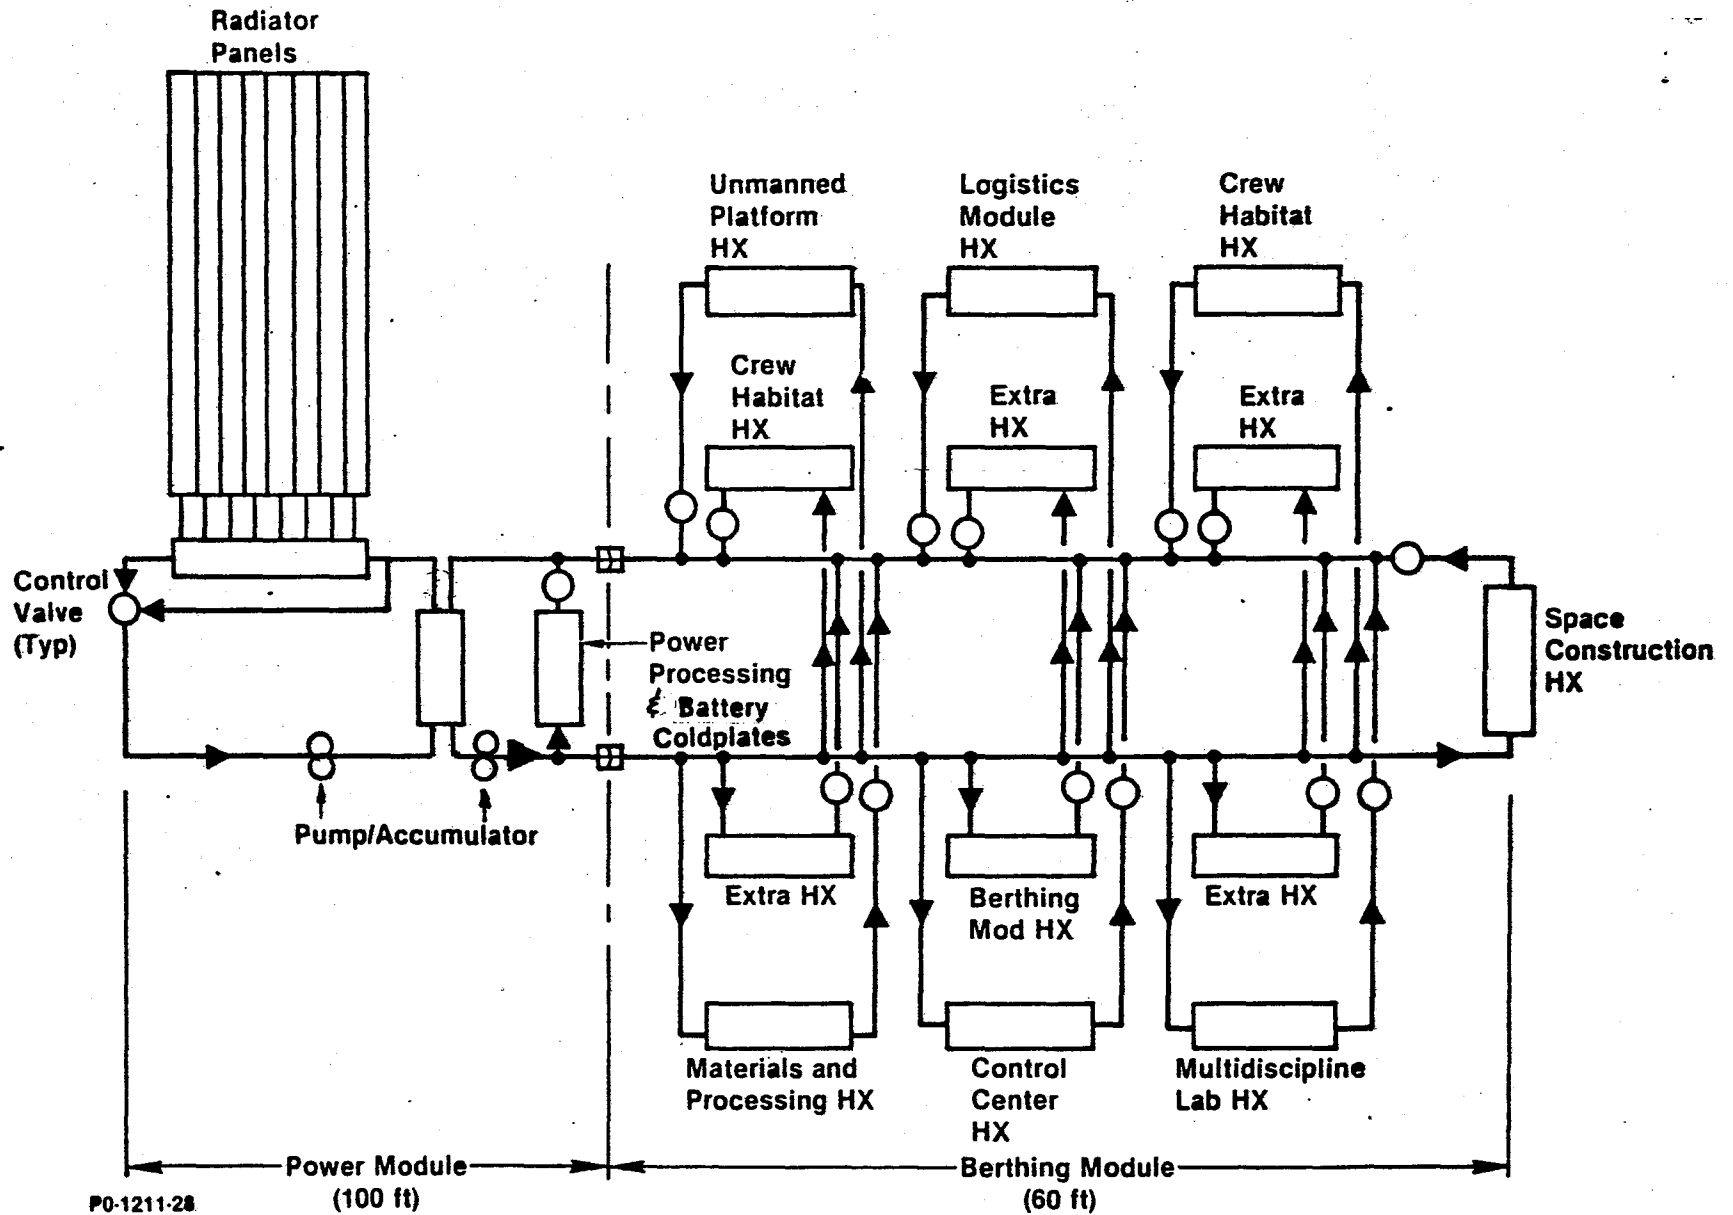 Radiator
Panels
Unmanned
Platform
HX
Logistics
Module
HX
Crew
Habitat
HX
Crew
Habitat
HX
Extra
HX
Extra
HX
Control
Valve
(Typ)
Power
Processing
& Battery
Coldplates
Space
Construction
HX
Pump/Accumulator
Extra HX
Berthing
Mod HX
Extra HX
Materials and
Processing HX
Control
Center
HX
Multidiscipline
Lab HX
Power Module
(100 ft)
Berthing Module
(60 ft)
PO-1211-28